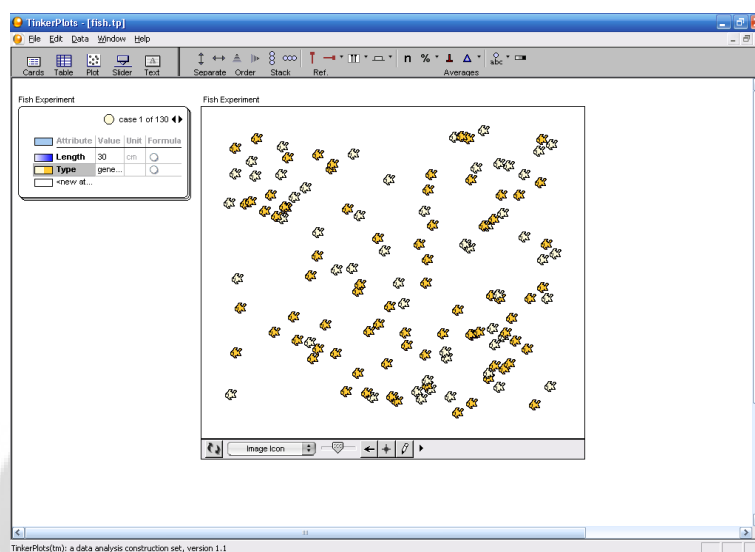 TinkerPlots - [fish.tp]
File Edit Data Window Help
Cards Table Plot Slider Text Separate Order Stack Ref. n % Averages abc
Fish Experiment
case 1 of 130
Attribute Value Unit Formula
Length 30 cm
Type gene...
<new at...
Fish Experiment
Image Icon
TinkerPlots(tm): a data analysis construction set, version 1.1